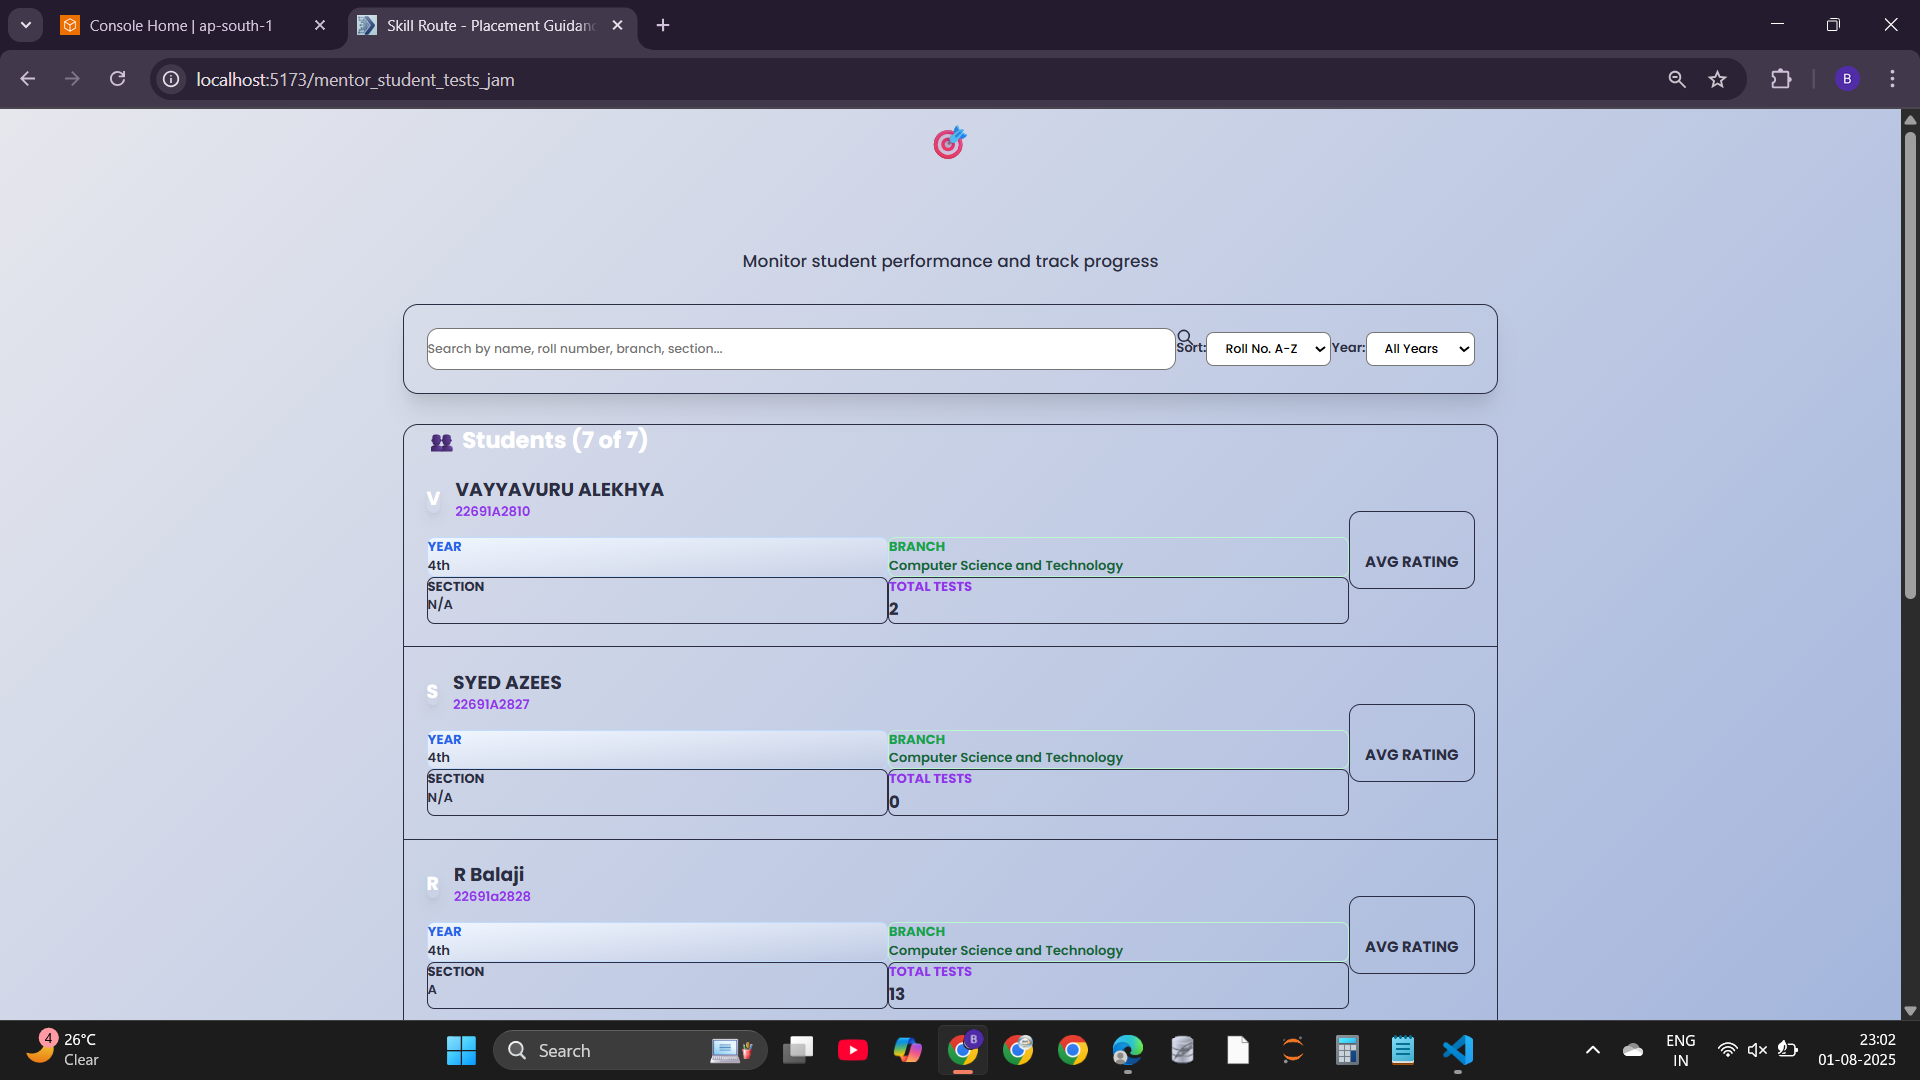 Console Home | ap-south-1
Skill Route - Placement Guidan
localhost:5173/mentor_student_tests_jam
B
Monitor student performance and track progress
Search by name, roll number, branch, section...
Sort:
Roll No. A-Z
Year:
All Years
Students (7 of 7)
V
VAYYAVURU ALEKHYA
22691A2810
YEAR
4th
BRANCH
Computer Science and Technology
SECTION
N/A
TOTAL TESTS
2
AVG RATING
S
SYED AZEES
22691A2827
YEAR
4th
BRANCH
Computer Science and Technology
SECTION
N/A
TOTAL TESTS
0
AVG RATING
R
R Balaji
22691a2828
YEAR
4th
BRANCH
Computer Science and Technology
SECTION
A
TOTAL TESTS
13
AVG RATING
4
26°C
Clear
Search
B
ENG
IN
23:02
01-08-2025